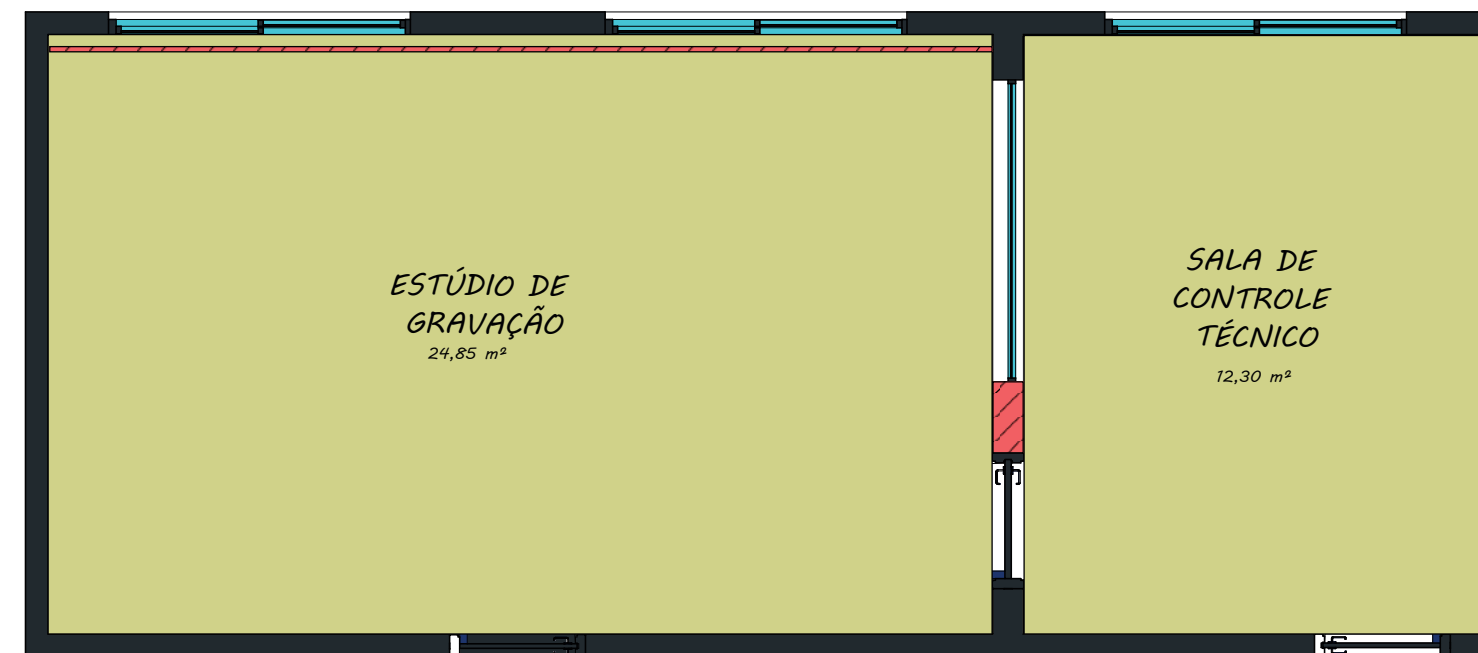 ESTÚDIO DE
GRAVAÇÃO
24,85 m²
SALA DE
CONTROLE
TÉCNICO
12,30 m²